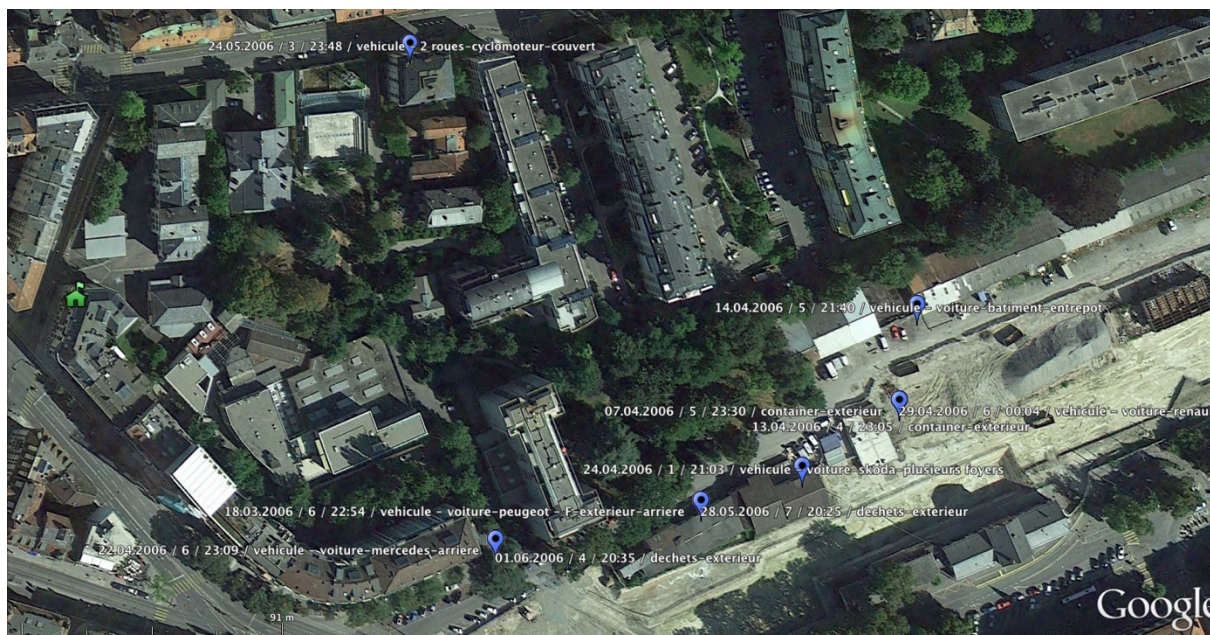 24.05.2006 / 3 / 23:48 / vehicule - 2 roues-cyclomoteur-couvert
14.04.2006 / 5 / 21:40 / vehicule - voiture-batiment-entrepot
07.04.2006 / 5 / 23:30 / container-exterieur
29.04.2006 / 6 / 00:04 / vehicule - voiture-renau
13.04.2006 / 4 / 23:05 / container-exterieur
24.04.2006 / 1 / 21:03 / vehicule - voiture-skoda-plusieurs foyers
18.03.2006 / 6 / 22:54 / vehicule - voiture-peugeot - F-exterieur-arriere
28.05.2006 / 7 / 20:25 / dechets-exterieur
22.04.2006 / 6 / 23:09 / vehicule - voiture-mercedes-arriere
01.06.2006 / 4 / 20:35 / dechets-exterieur
91 m
Google